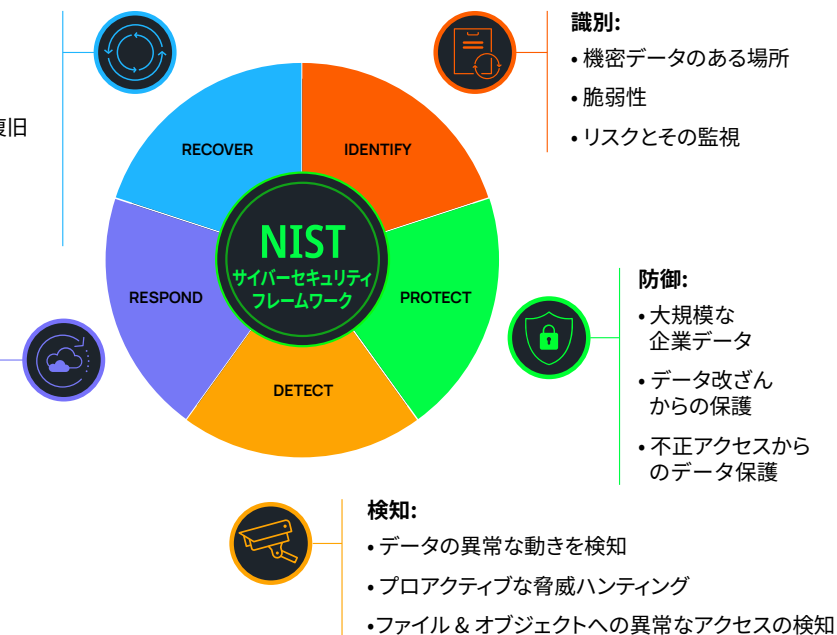 識別:
• 機密データのある場所
• 脆弱性
• リスクとその監視
復旧
RECOVER
IDENTIFY
NIST
サイバーセキュリティ
フレームワーク
RESPOND
PROTECT
DETECT
防御:
• 大規模な
企業データ
• データ改ざん
からの保護
• 不正アクセスから
のデータ保護
検知:
• データの異常な動きを検知
• プロアクティブな脅威ハンティング
•ファイル & オブジェクトへの異常なアクセスの検知